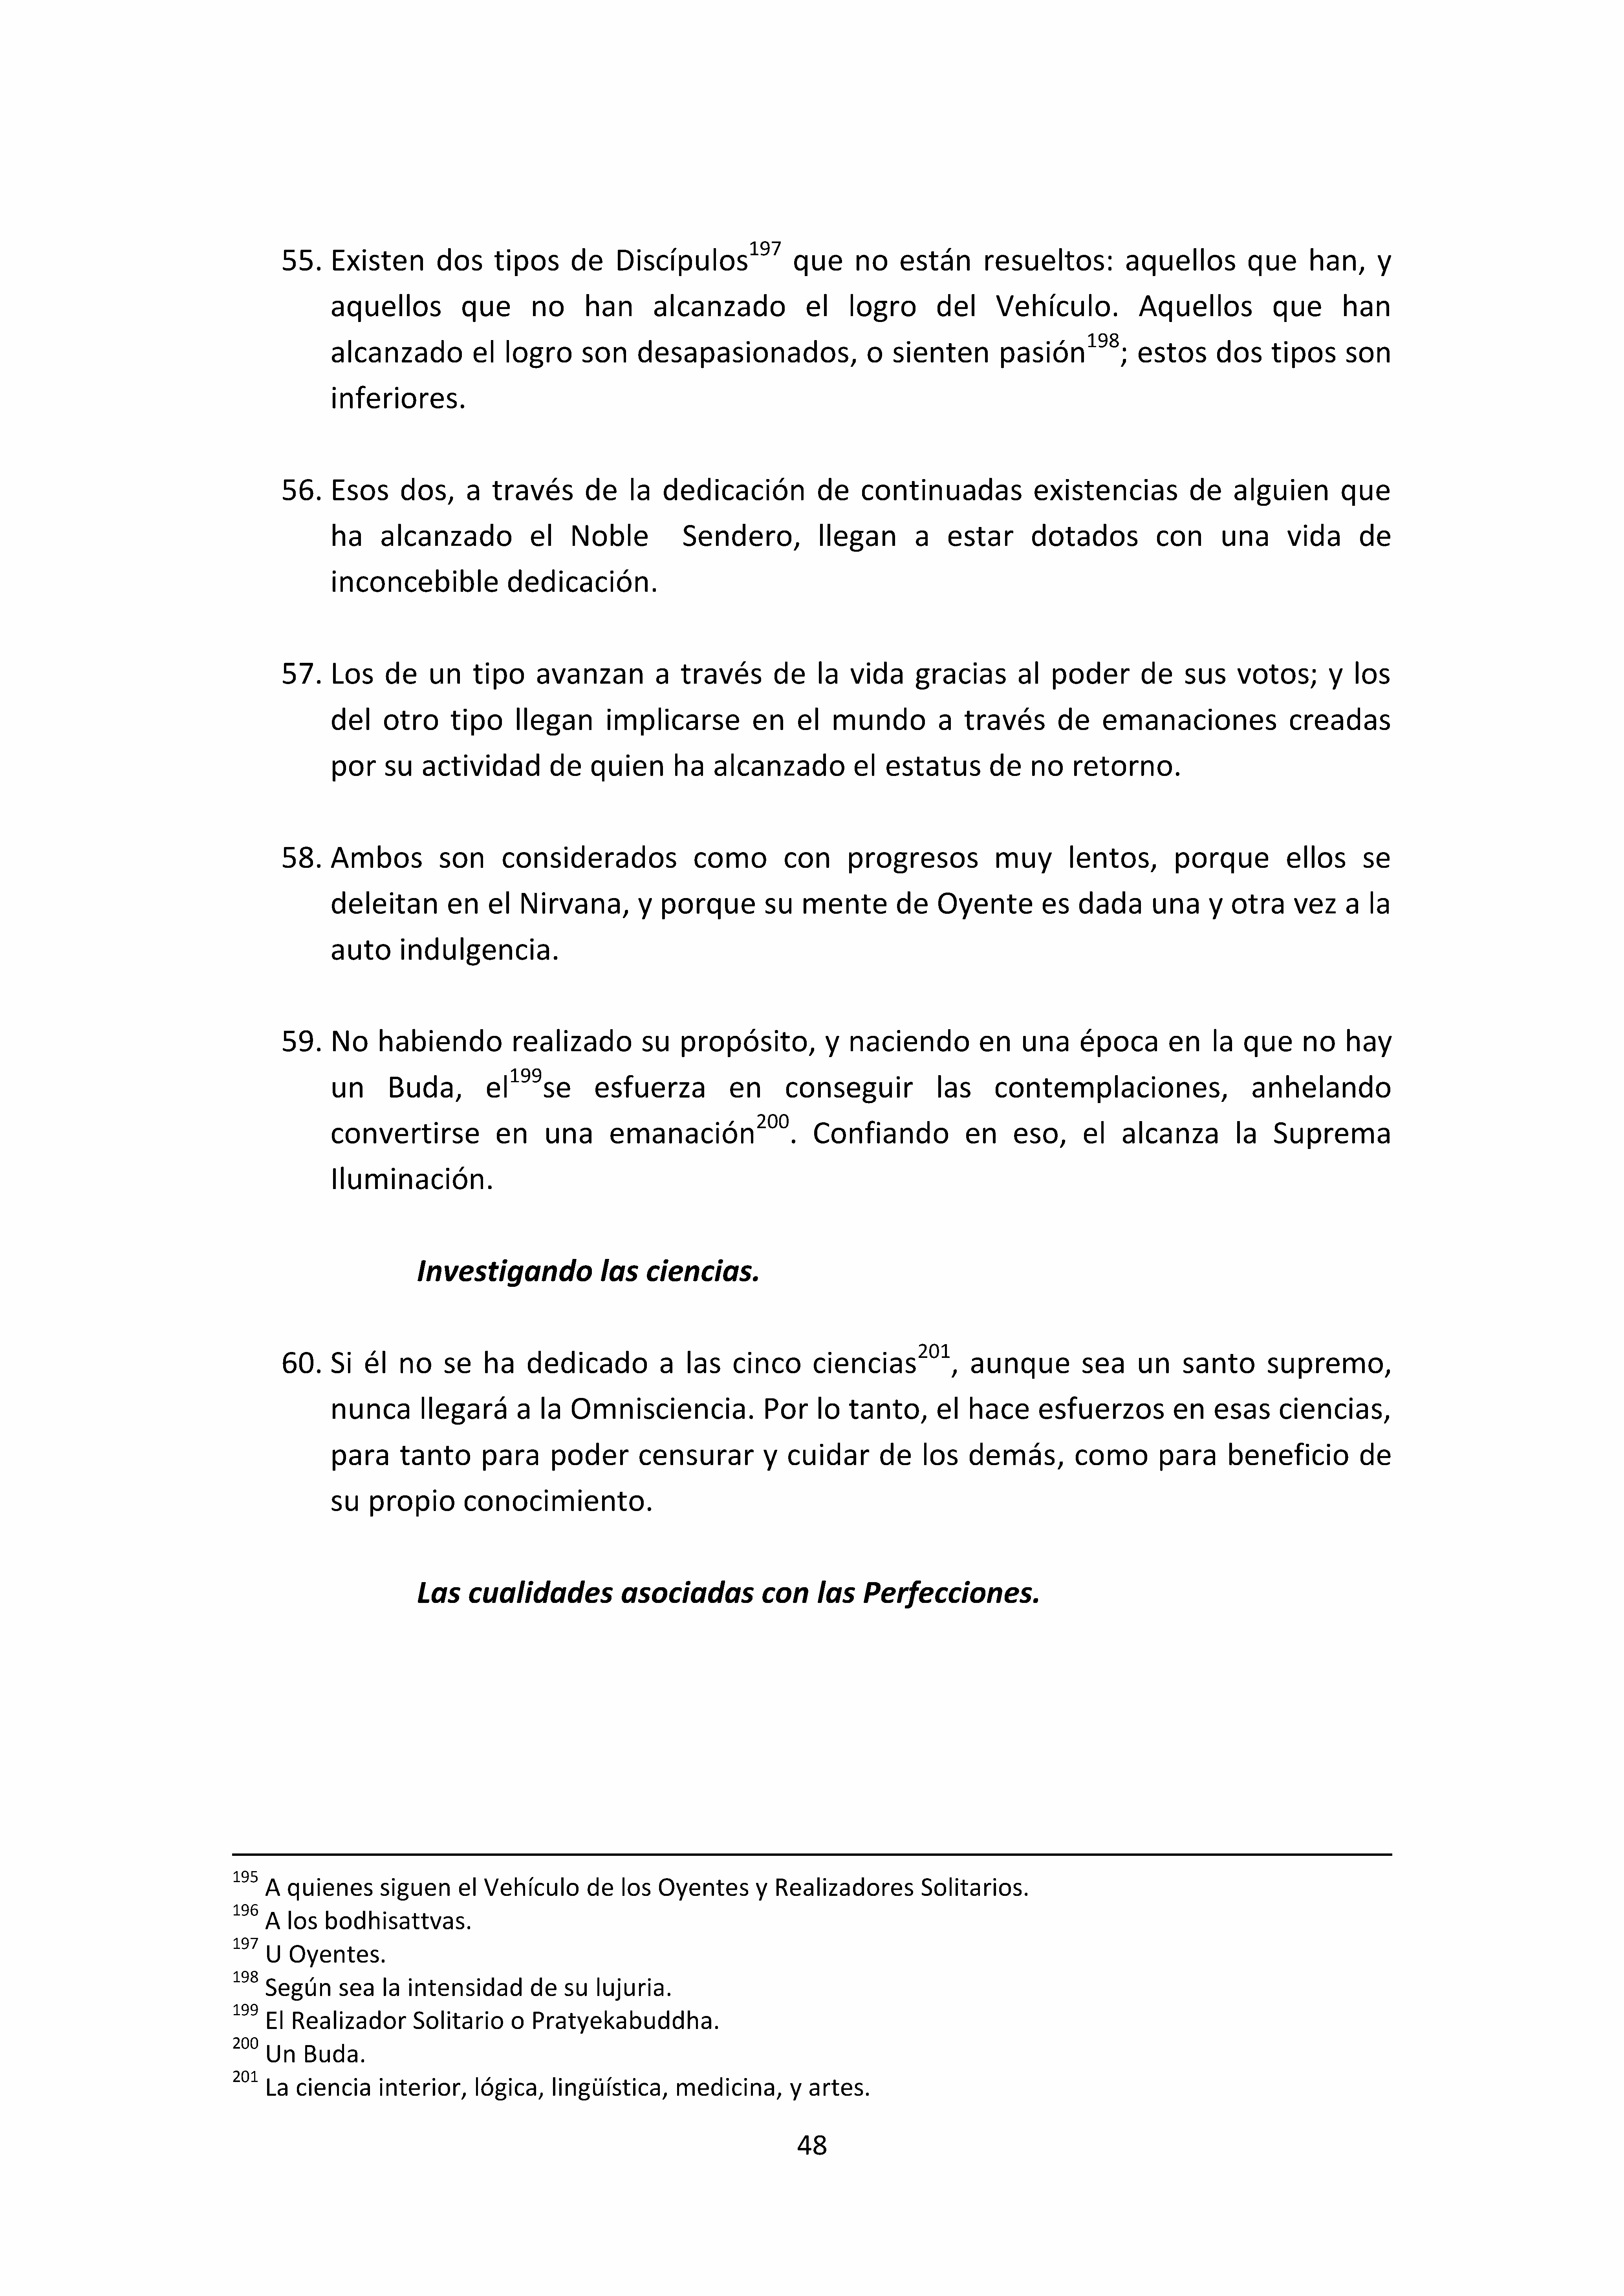 55. Existen dos tipos de Discípulos197 que no están resueltos: aquellos que han, y
aquellos que no han alcanzado el logro del Vehículo. Aquellos que han
alcanzado el logro son desapasionados, o sienten pasión198; estos dos tipos son
inferiores.
56. Esos dos, a través de la dedicación de continuadas existencias de alguien que
ha alcanzado el Noble Sendero, llegan a estar dotados con una vida de
inconcebible dedicación.
57. Los de un tipo avanzan a través de la vida gracias al poder de sus votos; y los
del otro tipo llegan implicarse en el mundo a través de emanaciones creadas
por su actividad de quien ha alcanzado el estatus de no retorno.
58. Ambos son considerados como con progresos muy lentos, porque ellos se
deleitan en el Nirvana, y porque su mente de Oyente es dada una y otra vez a la
auto indulgencia.
59. No habiendo realizado su propósito, y naciendo en una época en la que no hay
un Buda, el199se esfuerza en conseguir las contemplaciones, anhelando
convertirse en una emanación200. Confiando en eso, el alcanza la Suprema
Iluminación.
Investigando las ciencias.
60. Si él no se ha dedicado a las cinco ciencias201, aunque sea un santo supremo,
nunca llegará a la Omnisciencia. Por lo tanto, el hace esfuerzos en esas ciencias,
para tanto para poder censurar y cuidar de los demás, como para beneficio de
su propio conocimiento.
Las cualidades asociadas con las Perfecciones.
195 A quienes siguen el Vehículo de los Oyentes y Realizadores Solitarios.
196 A los bodhisattvas.
197 U Oyentes.
198 Según sea la intensidad de su lujuria.
199 El Realizador Solitario o Pratyekabuddha.
200 Un Buda.
201 La ciencia interior, lógica, lingüística, medicina, y artes.
48